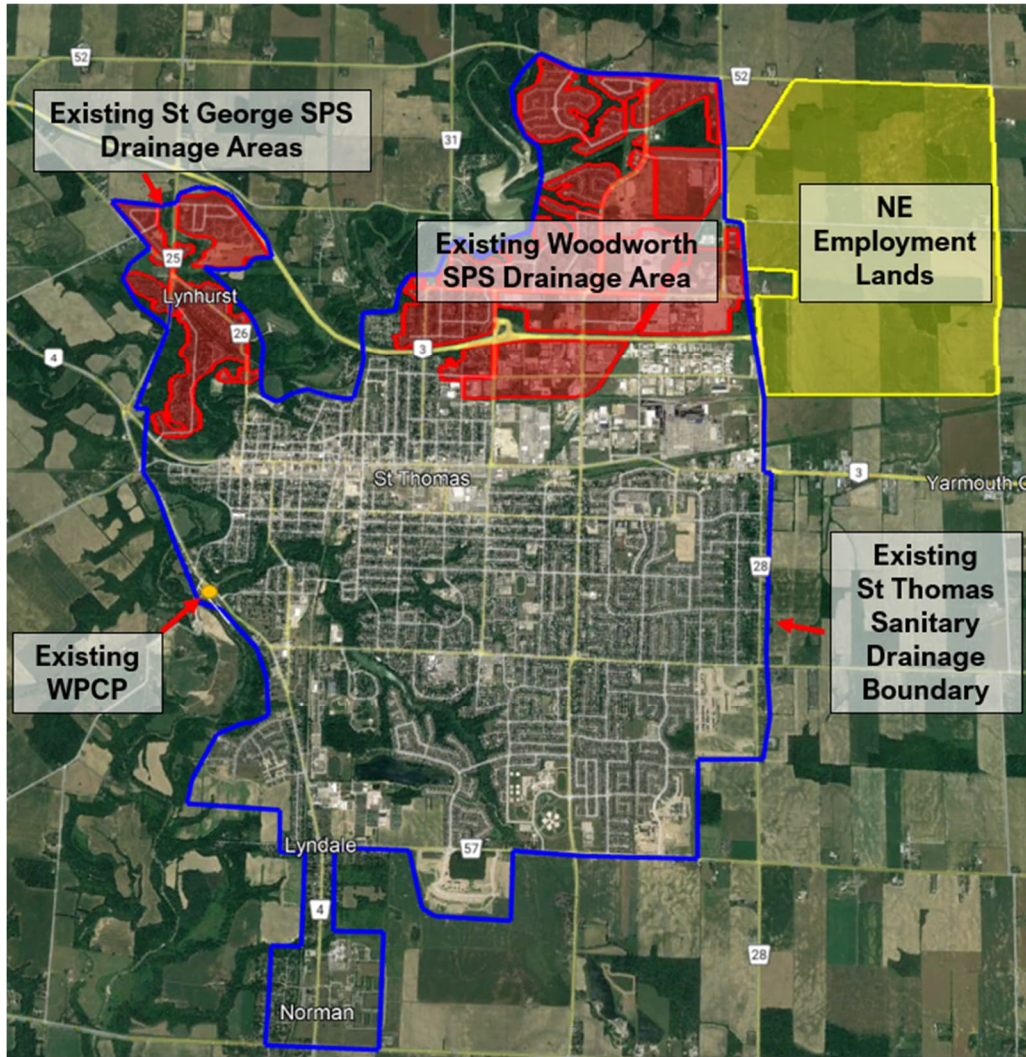 52
52
Existing St George SPS
Drainage Areas
31
NE
Employment
Lands
Existing Woodworth
SPS Drainage Area
25
Lynhurst
26
3
4
St Thomas
3
Yarmouth C
28
Existing
St Thomas
Sanitary
Drainage
Boundary
Existing
WPCP
Lyndale
57
4
28
Norman